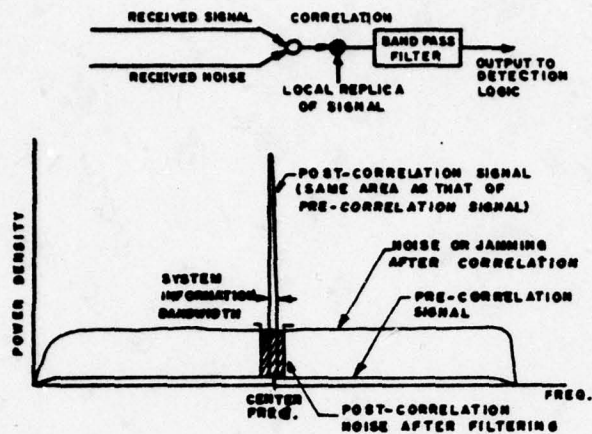 RECEIVED SIGNAL
CORRELATION
RECEIVED NOISE
BAND PASS
FILTER
LOCAL REPLICA
OF SIGNAL
OUTPUT TO
DETECTION
LOGIC
POST-CORRELATION SIGNAL
(SAME AREA AS THAT OF
PRE-CORRELATION SIGNAL)
NOISE OR JAMMING
AFTER CORRELATION
SYSTEM
INFORMATION
BANDWIDTH
PRE-CORRELATION
SIGNAL
POWER DENSITY
CENTER
FREQ.
FREQ.
POST-CORRELATION
NOISE AFTER FILTERING